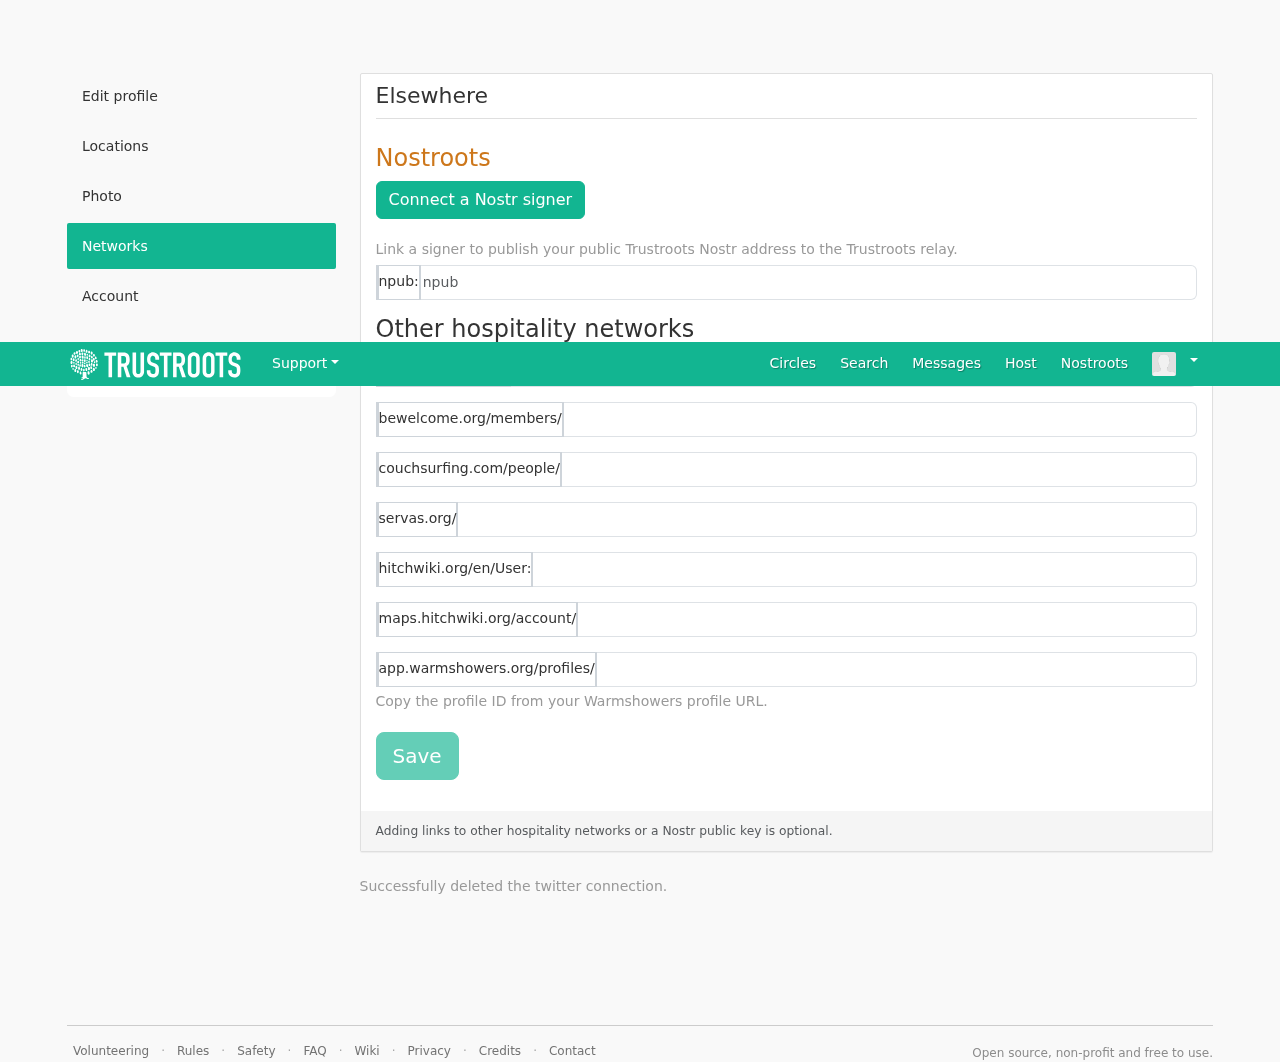 Edit profile
Locations
Photo
Networks
Account
Elsewhere
Nostroots
Connect a Nostr signer
Link a signer to publish your public Trustroots Nostr address to the Trustroots relay.
npub: npub
Other hospitality networks
TRUSTROOTS Support Circles Search Messages Host Nostroots
bewelcome.org/members/
couchsurfing.com/people/
servas.org/
hitchwiki.org/en/User:
maps.hitchwiki.org/account/
app.warmshowers.org/profiles/
Copy the profile ID from your Warmshowers profile URL.
Save
Adding links to other hospitality networks or a Nostr public key is optional.
Successfully deleted the twitter connection.
Volunteering · Rules · Safety · FAQ · Wiki · Privacy · Credits · Contact
Open source, non-profit and free to use.